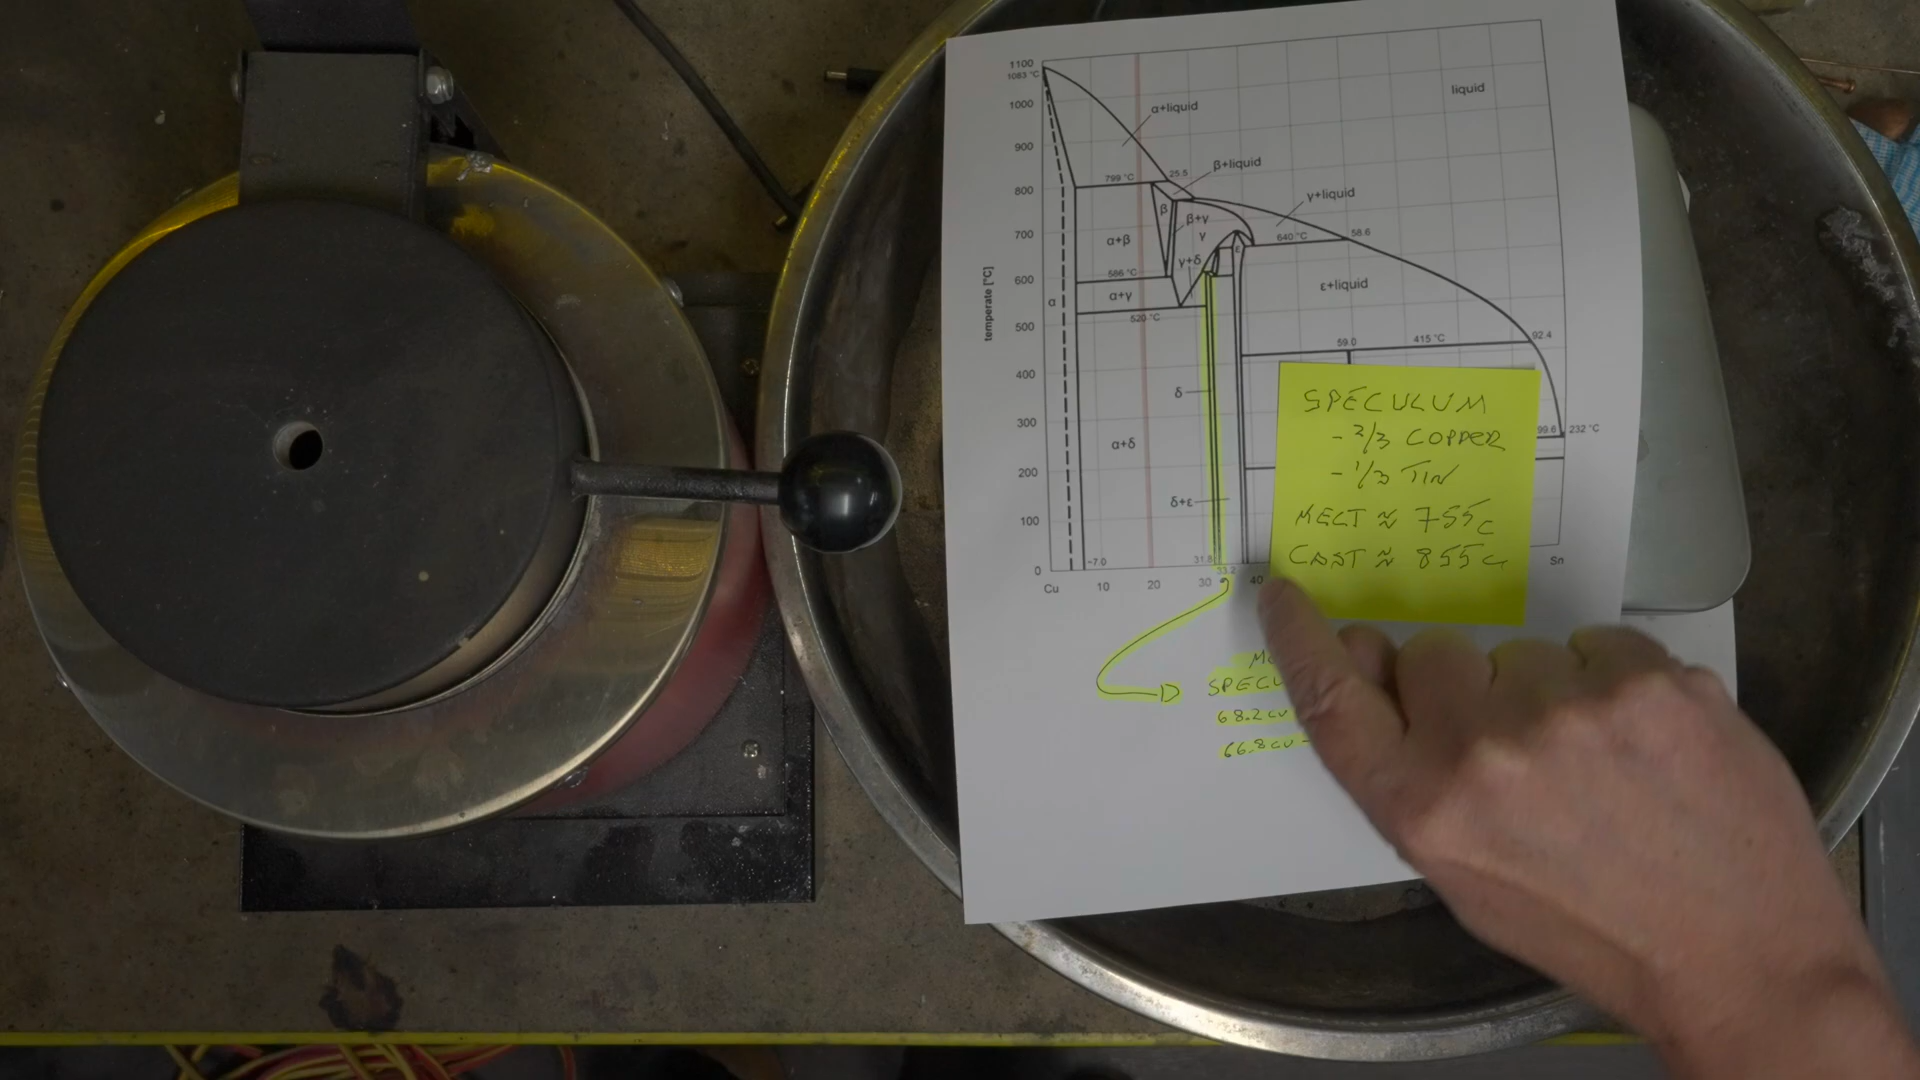 1100
1083 °C
1000
900
800
700
600
500
400
300
200
100
0
temperate [°C]
α+liquid
liquid
β+liquid
γ+liquid
799 °C
25.5
β
β+γ
γ
α+β
γ+δ
ε
640 °C
58.6
586 °C
α+γ
α
520 °C
ε+liquid
59.0
415 °C
92.4
δ
α+δ
δ+ε
99.6
232 °C
~7.0
31.8
33.2
Cu
10
20
30
40
Sn
SPECULUM
- 2/3 COPPER
- 1/3 TIN
MELT ≈ 755C
CAST ≈ 855C
68.2 CU
66.8 CU -